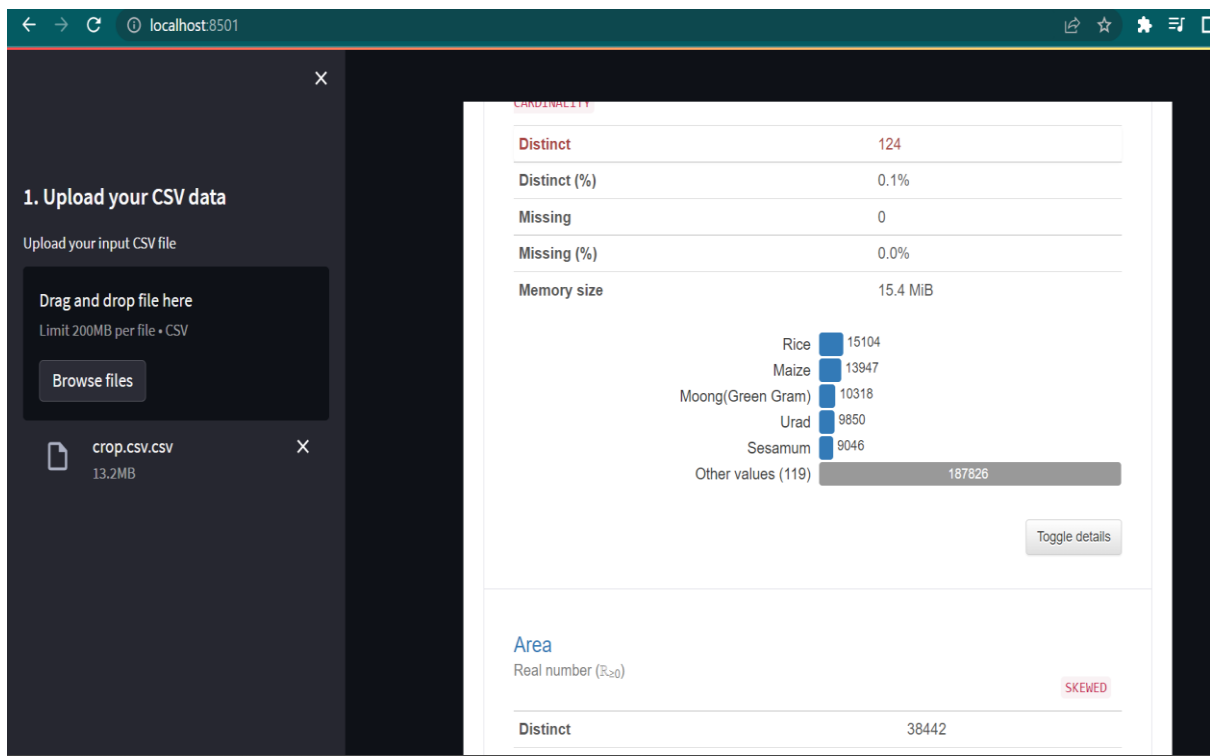 localhost:8501
1. Upload your CSV data
Upload your input CSV file
Drag and drop file here
Limit 200MB per file • CSV
Browse files
crop.csv.csv
13.2MB
CARDINALITY
Distinct 124
Distinct (%) 0.1%
Missing 0
Missing (%) 0.0%
Memory size 15.4 MiB
Rice 15104
Maize 13947
Moong(Green Gram) 10318
Urad 9850
Sesamum 9046
Other values (119) 187826
Toggle details
Area
Real number (ℝ≥0)
SKEWED
Distinct 38442